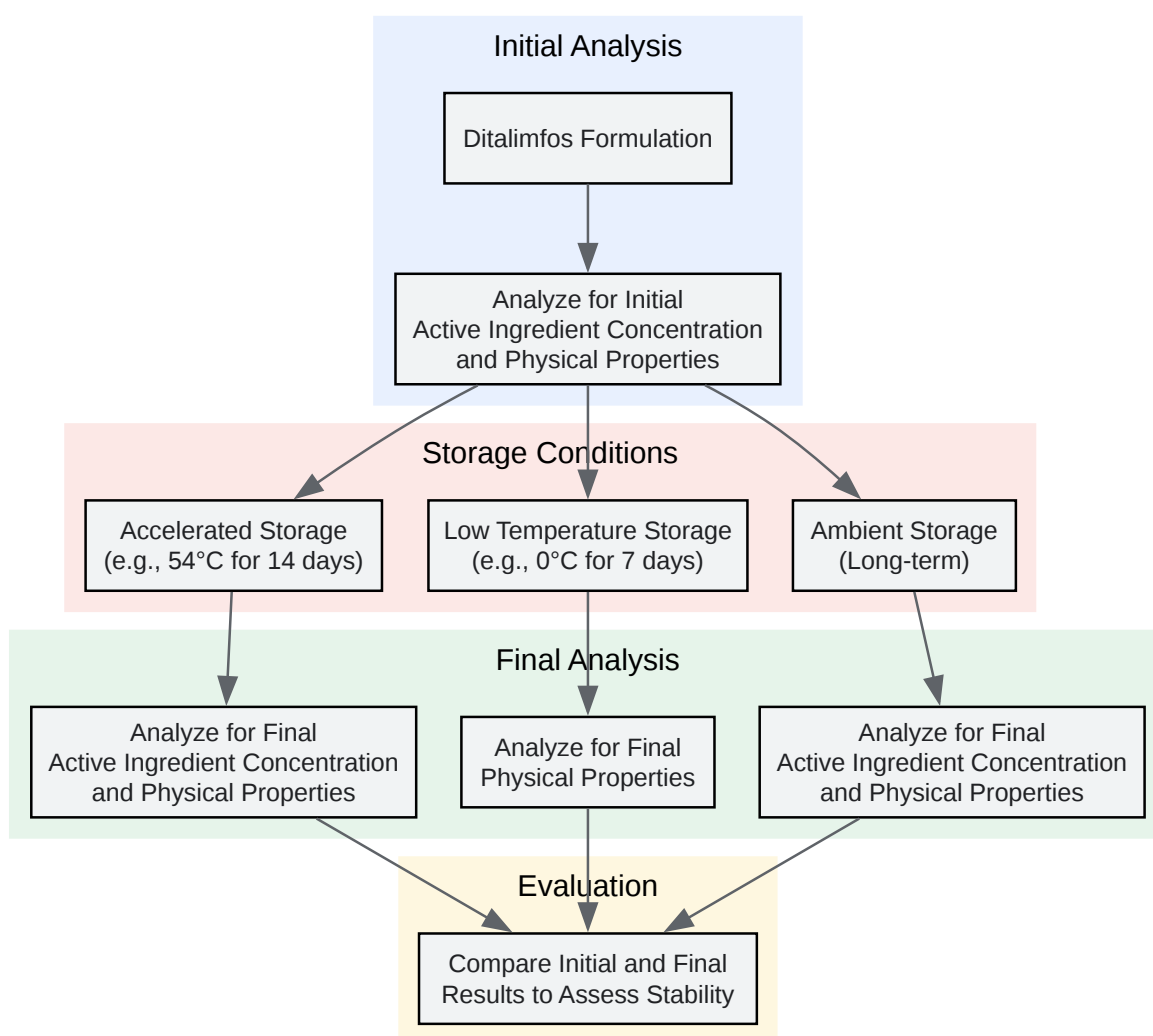 Initial Analysis
Ditalimfos Formulation
Analyze for Initial
Active Ingredient Concentration
and Physical Properties
Storage Conditions
Accelerated Storage
(e.g., 54°C for 14 days)
Low Temperature Storage
(e.g., 0°C for 7 days)
Ambient Storage
(Long-term)
Final Analysis
Analyze for Final
Active Ingredient Concentration
and Physical Properties
Analyze for Final
Physical Properties
Analyze for Final
Active Ingredient Concentration
and Physical Properties
Evaluation
Compare Initial and Final
Results to Assess Stability